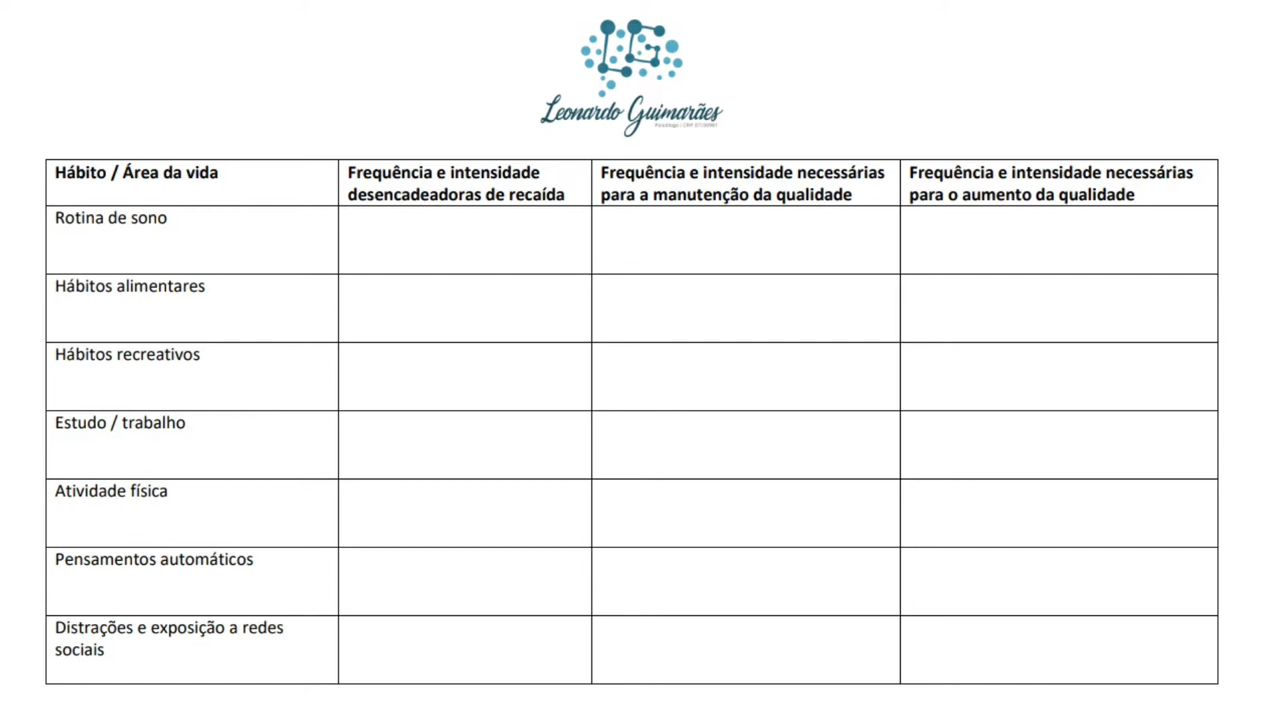 Leonardo Guimarães
Hábito / Área da vida
Frequência e intensidade
desencadeadoras de recaída
Frequência e intensidade necessárias
para a manutenção da qualidade
Frequência e intensidade necessárias
para o aumento da qualidade
Rotina de sono
Hábitos alimentares
Hábitos recreativos
Estudo / trabalho
Atividade física
Pensamentos automáticos
Distrações e exposição a redes
sociais